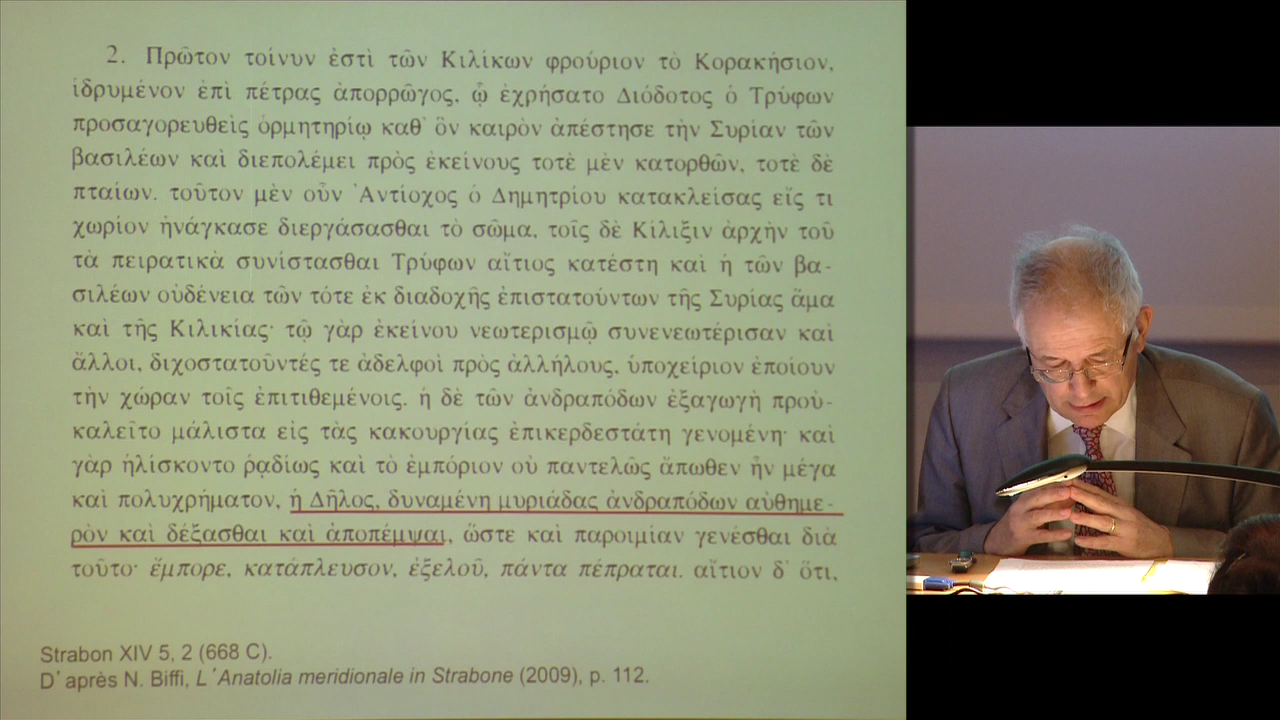 2. Πρῶτον τοίνυν ἐστὶ τῶν Κιλίκων φρούριον τὸ Κορακήσιον,
ἱδρυμένον ἐπὶ πέτρας ἀπορρῶγος, ᾧ ἐχρήσατο Διόδοτος ὁ Τρύφων
προσαγορευθεὶς ὁρμητηρίῳ καθ᾽ ὃν καιρὸν ἀπέστησε τὴν Συρίαν τῶν
βασιλέων καὶ διεπολέμει πρὸς ἐκείνους τοτὲ μὲν κατορθῶν, τοτὲ δὲ
πταίων. τοῦτον μὲν οὖν Ἀντίοχος ὁ Δημητρίου κατακλείσας εἴς τι
χωρίον ἠνάγκασε διεργάσασθαι τὸ σῶμα, τοῖς δὲ Κίλιξιν ἀρχὴν τοῦ
τὰ πειρατικὰ συνίστασθαι Τρύφων αἴτιος κατέστη καὶ ἡ τῶν βα-
σιλέων οὐδένεια τῶν τότε ἐκ διαδοχῆς ἐπιστατούντων τῆς Συρίας ἅμα
καὶ τῆς Κιλικίας· τῷ γὰρ ἐκείνου νεωτερισμῷ συνενεωτέρισαν καὶ
ἄλλοι, διχοστατοῦντές τε ἀδελφοὶ πρὸς ἀλλήλους, ὑποχείριον ἐποίουν
τὴν χώραν τοῖς ἐπιτιθεμένοις. ἡ δὲ τῶν ἀνδραπόδων ἐξαγωγὴ προὐ-
καλεῖτο μάλιστα εἰς τὰς κακουργίας ἐπικερδεστάτη γενομένη· καὶ
γὰρ ἡλίσκοντο ῥᾳδίως καὶ τὸ ἐμπόριον οὐ παντελῶς ἄπωθεν ἦν μέγα
καὶ πολυχρήματον, ἡ Δῆλος, δυναμένη μυριάδας ἀνδραπόδων αὐθημε-
ρὸν καὶ δέξασθαι καὶ ἀποπέμψαι, ὥστε καὶ παροιμίαν γενέσθαι διὰ
τοῦτο· ἔμπορε, κατάπλευσον, ἐξελοῦ, πάντα πέπραται. αἴτιον δ᾽ ὅτι,
Strabon XIV 5, 2 (668 C).
D´après N. Biffi, L´Anatolia meridionale in Strabone (2009), p. 112.